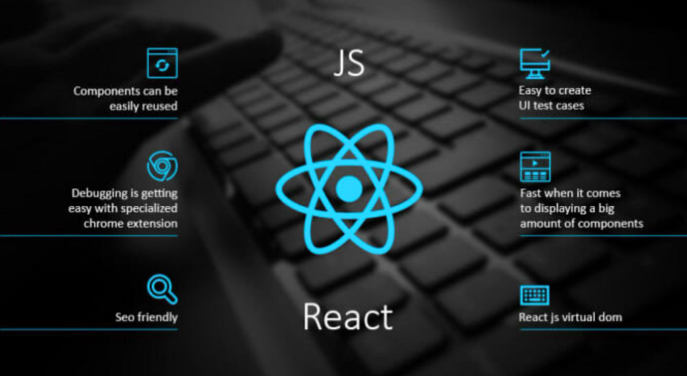 JS
Components can be
easily reused
Debugging is getting
easy with specialized
chrome extension
Seo friendly
Easy to create
UI test cases
Fast when it comes
to displaying a big
amount of components
React js virtual dom
React